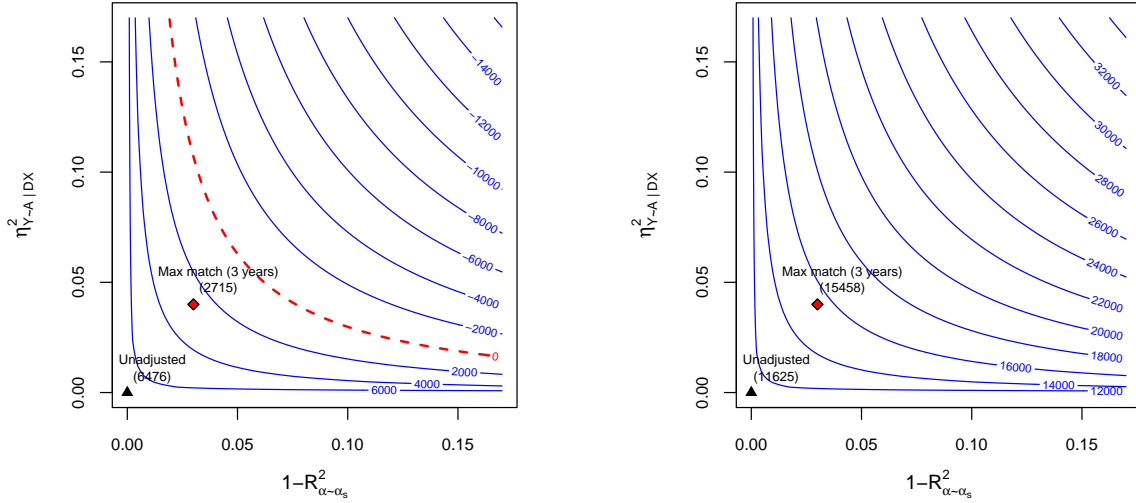 0.00 0.05 0.10 0.15
0.00 0.05 0.10 0.15
1−R²α~αs
η²Y~A | DX
−14000
−12000
−10000
−8000
−6000
−4000
−2000
0
2000
4000
6000
Max match (3 years)
(2715)
Unadjusted
(6476)
0.00 0.05 0.10 0.15
0.00 0.05 0.10 0.15
1−R²α~αs
η²Y~A | DX
32000
30000
28000
26000
24000
22000
20000
18000
16000
14000
12000
Max match (3 years)
(15458)
Unadjusted
(11625)